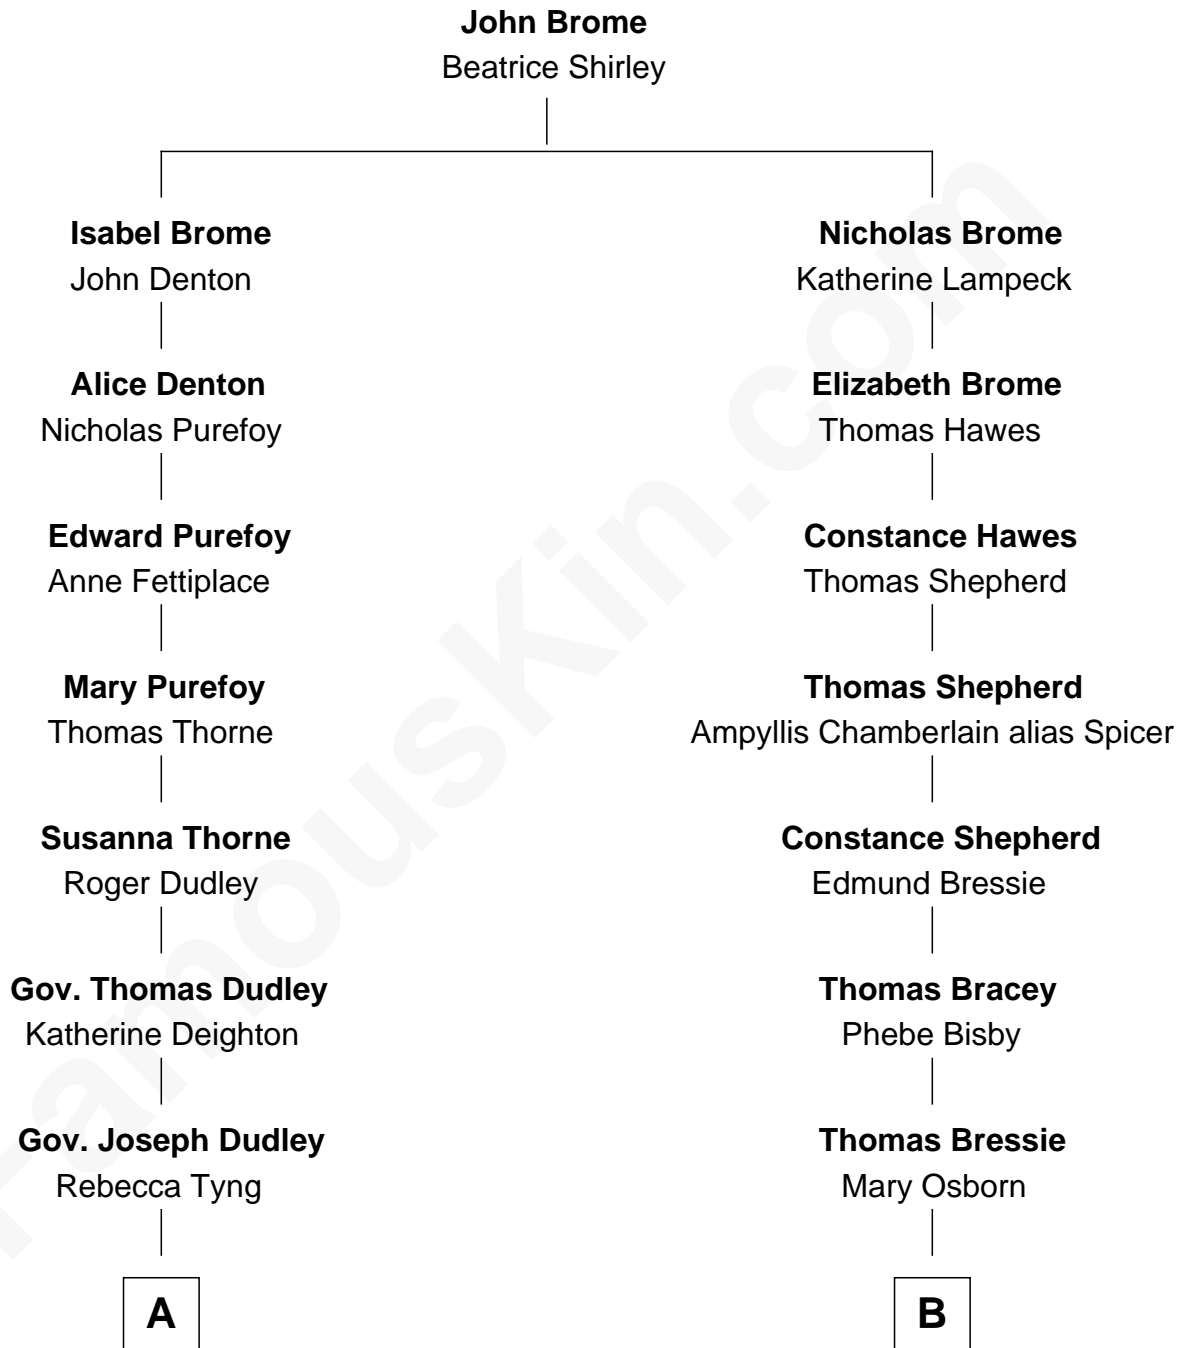 John Brome
Beatrice Shirley
Isabel Brome
John Denton
Nicholas Brome
Katherine Lampeck
Alice Denton
Nicholas Purefoy
Elizabeth Brome
Thomas Hawes
Edward Purefoy
Anne Fettiplace
Constance Hawes
Thomas Shepherd
Mary Purefoy
Thomas Thorne
Thomas Shepherd
Ampyllis Chamberlain alias Spicer
Susanna Thorne
Roger Dudley
Constance Shepherd
Edmund Bressie
Gov. Thomas Dudley
Katherine Deighton
Thomas Bracey
Phebe Bisby
Gov. Joseph Dudley
Rebecca Tyng
Thomas Bressie
Mary Osborn
A
B
FamousKin.com